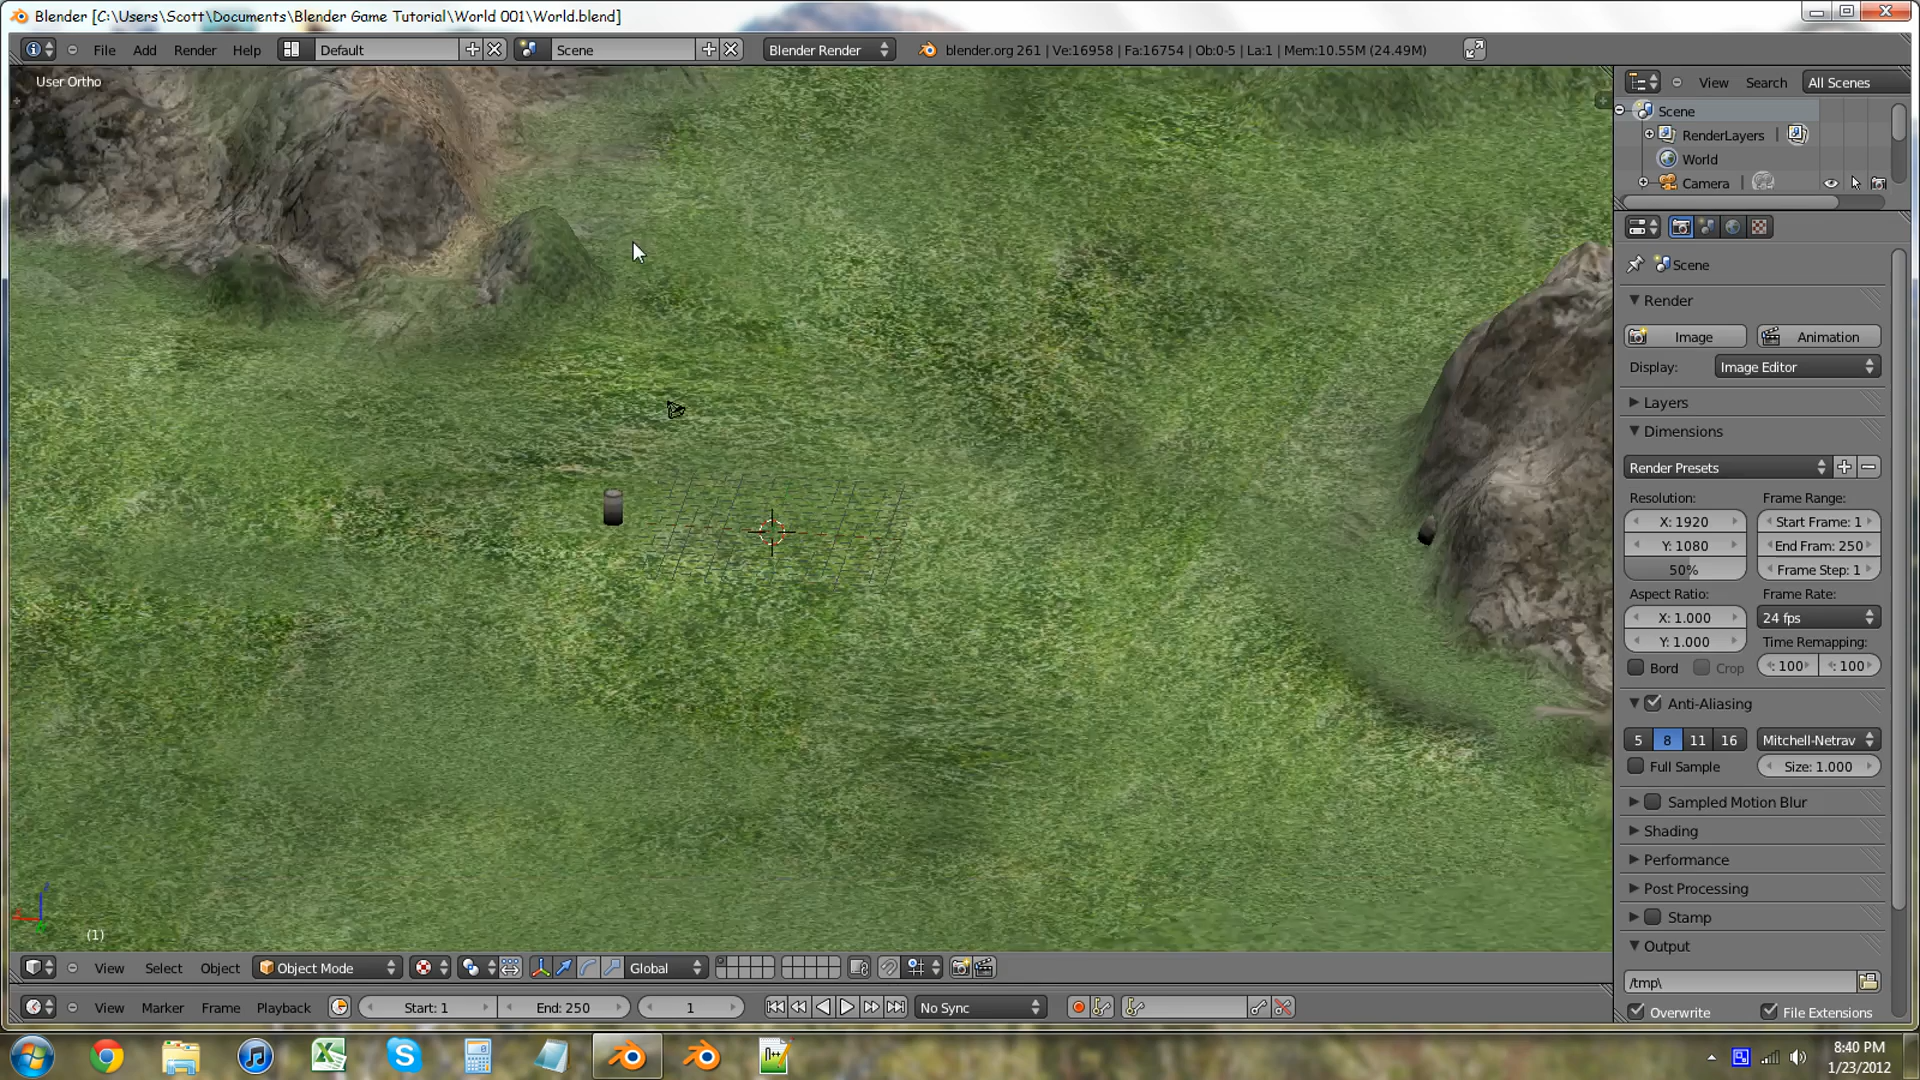 Blender [C:\Users\Scott\Documents\Blender Game Tutorial\World 001\World.blend]
File Add Render Help Default Scene Blender Render blender.org 261 | Ve:16958 | Fa:16754 | Ob:0-5 | La:1 | Mem:10.55M (24.49M)
User Ortho
View Search All Scenes
Scene
RenderLayers
World
Camera
Scene
Render
Image Animation
Display: Image Editor
Layers
Dimensions
Render Presets
Resolution: Frame Range:
X: 1920 Start Frame: 1
Y: 1080 End Fram: 250
50% Frame Step: 1
Aspect Ratio: Frame Rate:
X: 1.000 24 fps
Y: 1.000 Time Remapping:
Bord Crop : 100 : 100
Anti-Aliasing
5 8 11 16 Mitchell-Netrav
Full Sample Size: 1.000
Sampled Motion Blur
Shading
Performance
Post Processing
Stamp
Output
/tmp\
Overwrite File Extensions
(1)
View Select Object Object Mode Global
View Marker Frame Playback Start: 1 End: 250 1 No Sync
8:40 PM
1/23/2012